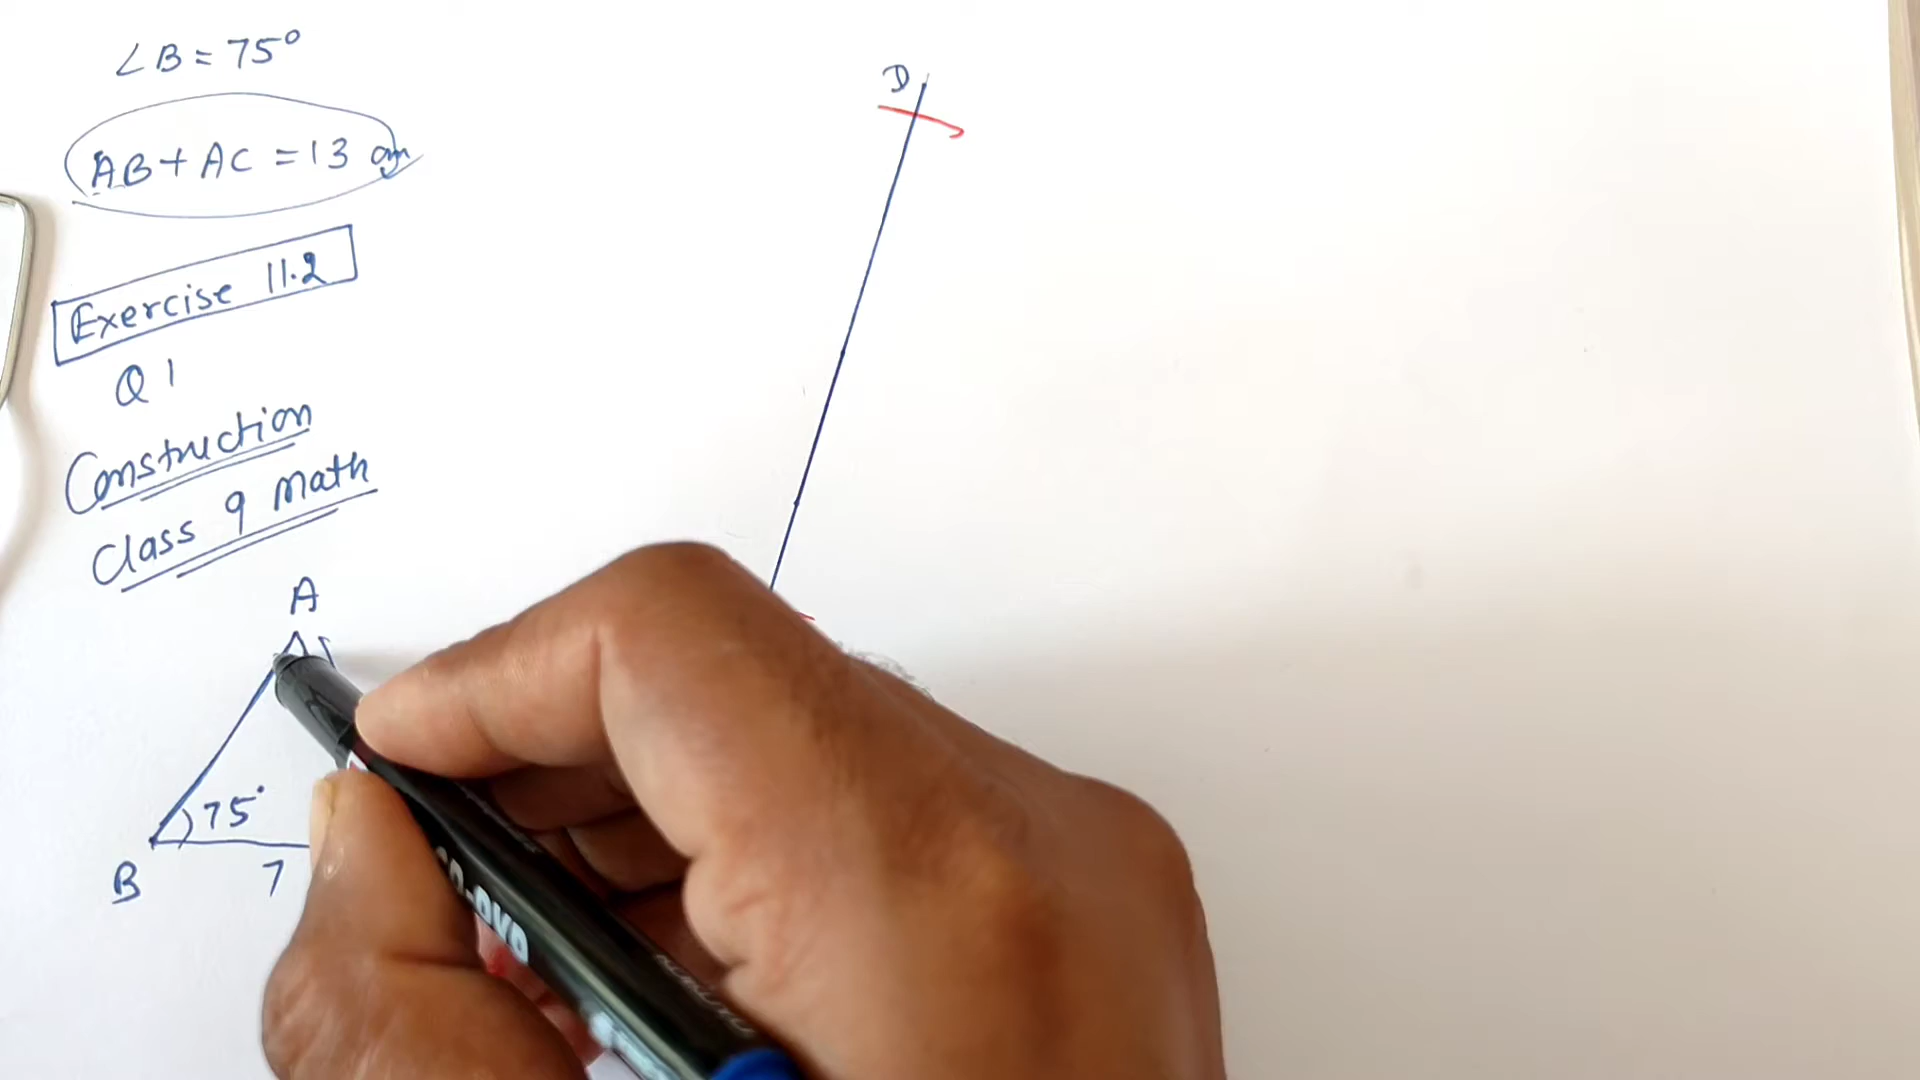 ∠B = 75°
AB + AC = 13 cm
Exercise 11.2
Q 1
Construction
Class 9 math
A
75°
B
7
D